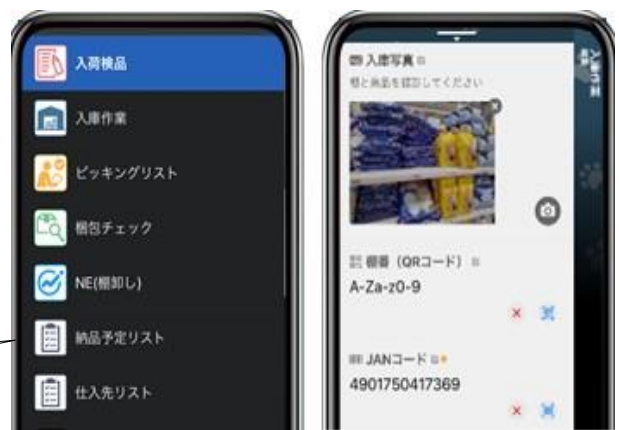 入荷検品
入庫作業
ピッキングリスト
梱包チェック
NE(棚卸し)
納品予定リスト
仕入先リスト
入庫写真
棚と商品を確認してください
棚番（QRコード）
A-Za-z0-9
JANコード
4901750417369